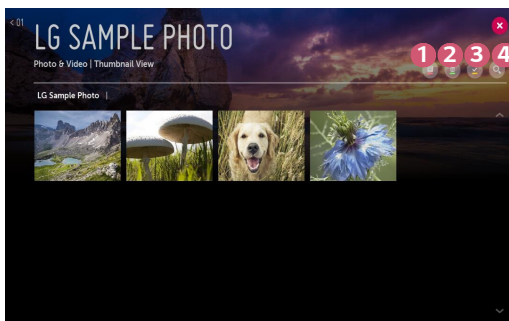 < 01
LG SAMPLE PHOTO
1 2 3 4
Photo & Video | Thumbnail View
LG Sample Photo |